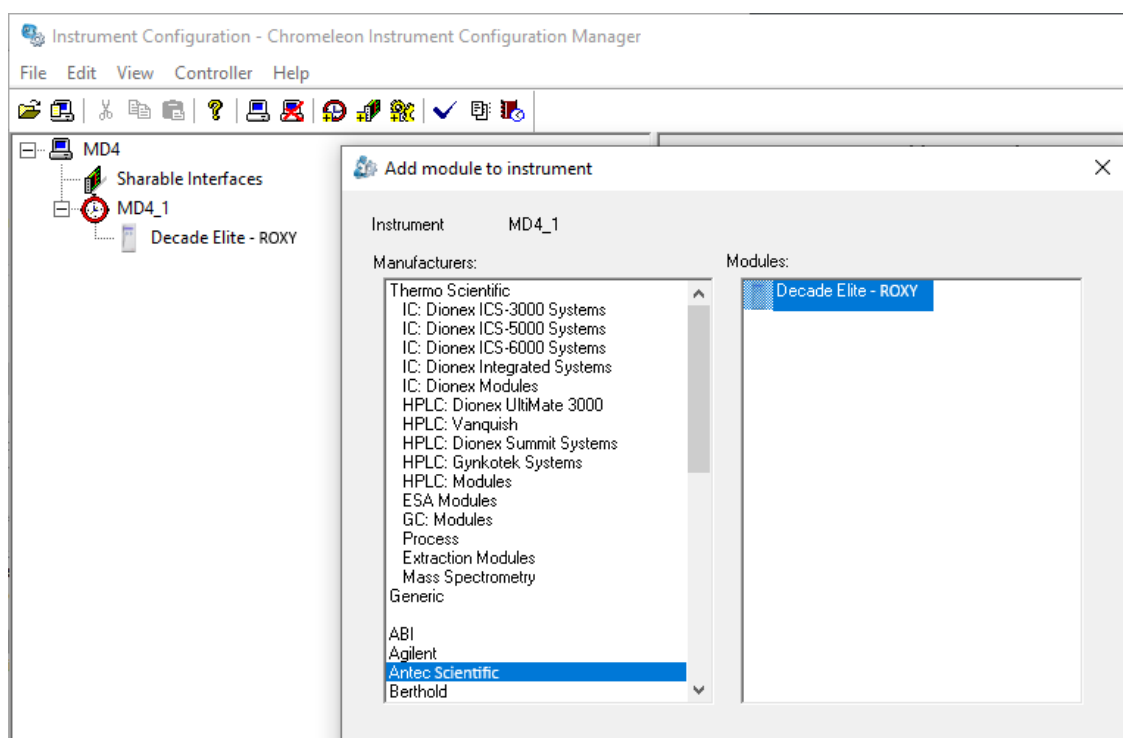 Instrument Configuration - Chromeleon Instrument Configuration Manager
File Edit View Controller Help
MD4
Sharable Interfaces
MD4_1
Decade Elite - ROXY
Add module to instrument
Instrument MD4_1
Manufacturers:
Modules:
Thermo Scientific
IC: Dionex ICS-3000 Systems
IC: Dionex ICS-5000 Systems
IC: Dionex ICS-6000 Systems
IC: Dionex Integrated Systems
IC: Dionex Modules
HPLC: Dionex UltiMate 3000
HPLC: Vanquish
HPLC: Dionex Summit Systems
HPLC: Gynkotek Systems
HPLC: Modules
ESA Modules
GC: Modules
Process
Extraction Modules
Mass Spectrometry
Generic
ABI
Agilent
Antec Scientific
Berthold
Decade Elite - ROXY